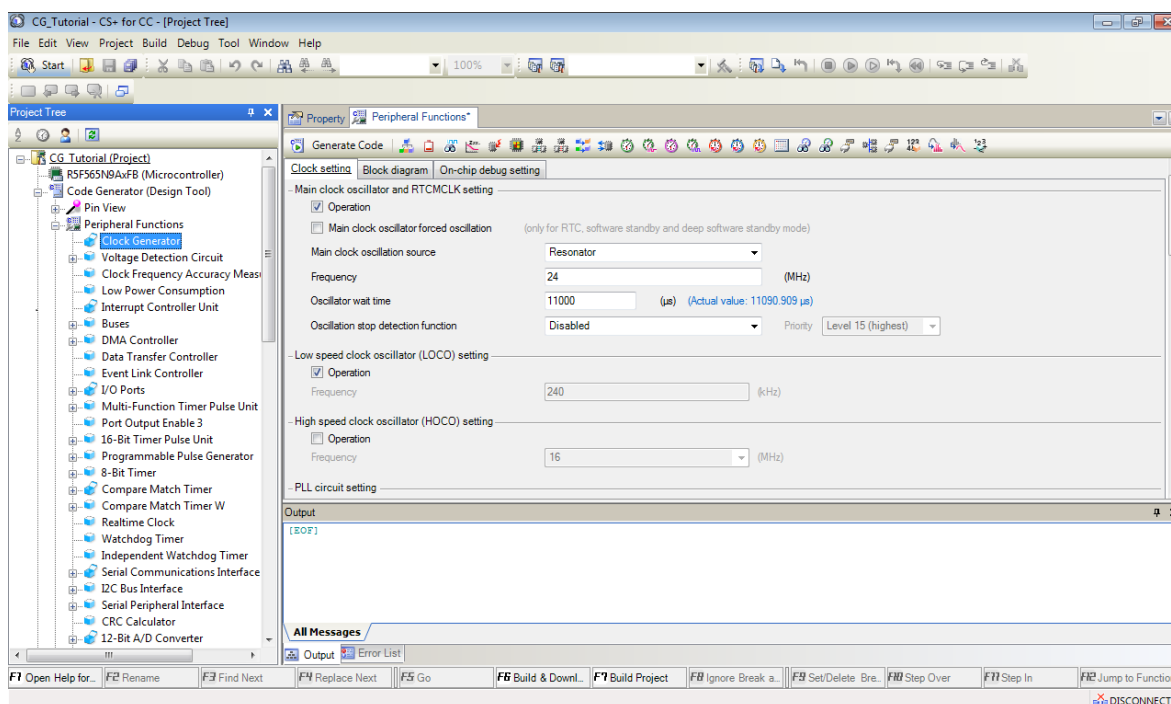 CG_Tutorial - CS+ for CC - [Project Tree]
File Edit View Project Build Debug Tool Window Help
Start 100%
Project Tree
CG_Tutorial (Project)
R5F565N9AxFB (Microcontroller)
Code Generator (Design Tool)
Pin View
Peripheral Functions
Clock Generator
Voltage Detection Circuit
Clock Frequency Accuracy Measu
Low Power Consumption
Interrupt Controller Unit
Buses
DMA Controller
Data Transfer Controller
Event Link Controller
I/O Ports
Multi-Function Timer Pulse Unit
Port Output Enable 3
16-Bit Timer Pulse Unit
Programmable Pulse Generator
8-Bit Timer
Compare Match Timer
Compare Match Timer W
Realtime Clock
Watchdog Timer
Independent Watchdog Timer
Serial Communications Interface
I2C Bus Interface
Serial Peripheral Interface
CRC Calculator
12-Bit A/D Converter
Property Peripheral Functions*
Generate Code
Clock setting Block diagram On-chip debug setting
Main clock oscillator and RTCMCLK setting
Operation
Main clock oscillator forced oscillation (only for RTC, software standby and deep software standby mode)
Main clock oscillation source Resonator
Frequency 24 (MHz)
Oscillator wait time 11000 (µs) (Actual value: 11090.909 µs)
Oscillation stop detection function Disabled Priority Level 15 (highest)
Low speed clock oscillator (LOCO) setting
Operation
Frequency 240 (kHz)
High speed clock oscillator (HOCO) setting
Operation
Frequency 16 (MHz)
PLL circuit setting
Output
[EOF]
All Messages
Output Error List
F1 Open Help for... F2 Rename F3 Find Next F4 Replace Next F5 Go F6 Build & Downl... F7 Build Project F8 Ignore Break a... F9 Set/Delete Bre... F10 Step Over F11 Step In F12 Jump to Functio
DISCONNECT